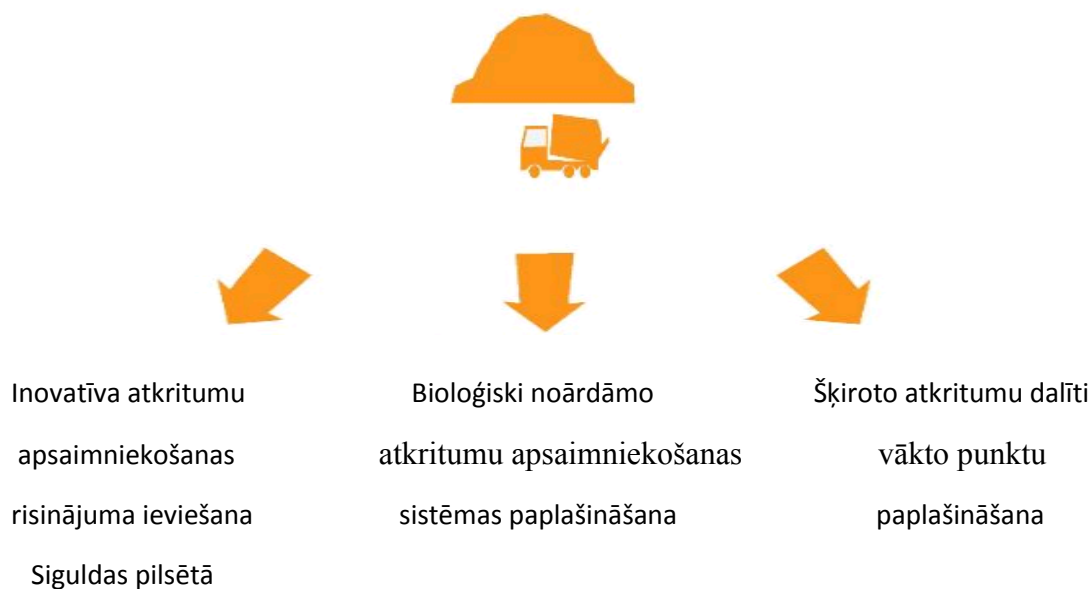 Inovatīva atkritumu
apsaimniekošanas
risinājuma ieviešana
Siguldas pilsētā
Bioloģiski noārdāmo
atkritumu apsaimniekošanas
sistēmas paplašināšana
Šķiroto atkritumu dalīti
vākto punktu
paplašināšana